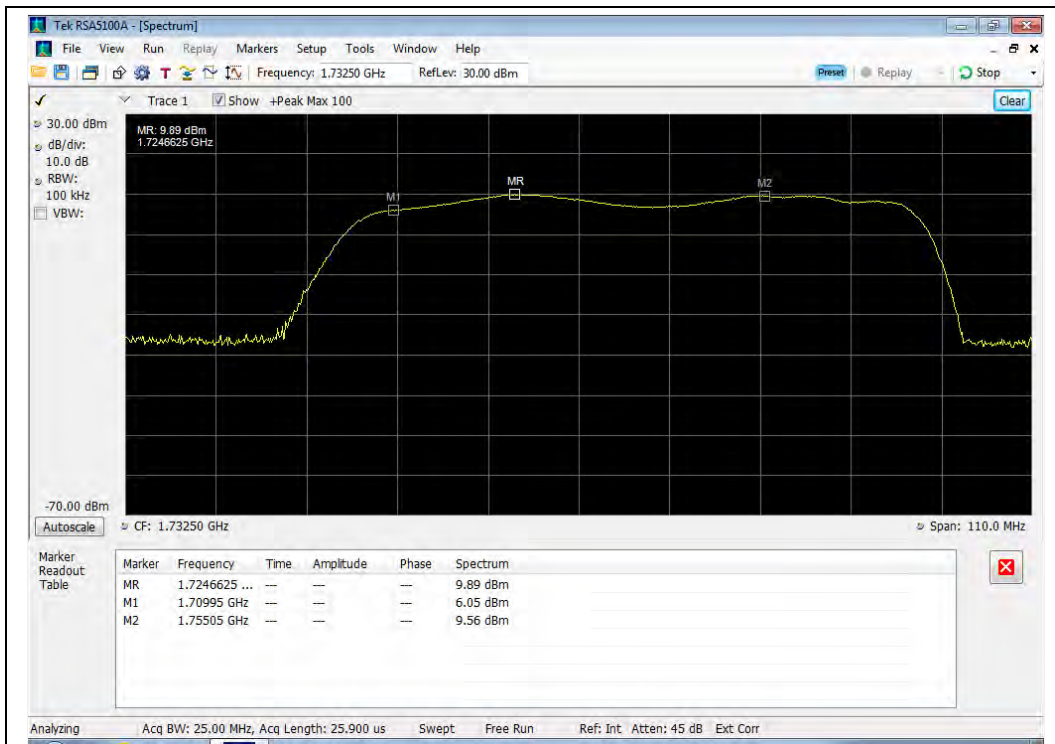 Tek RSA5100A - [Spectrum]
File View Run Replay Markers Setup Tools Window Help
T Frequency: 1.73250 GHz RefLev: 30.00 dBm Preset Replay Stop
Trace 1 Show +Peak Max 100 Clear
30.00 dBm
dB/div:
10.0 dB
RBW:
100 kHz
VBW:
MR: 9.89 dBm
1.7246625 GHz
M1
MR
M2
-70.00 dBm
Autoscale CF: 1.73250 GHz Span: 110.0 MHz
Marker
Readout
Table
Marker Frequency Time Amplitude Phase Spectrum
MR 1.7246625 ... --- --- --- 9.89 dBm
M1 1.70995 GHz --- --- --- 6.05 dBm
M2 1.75505 GHz --- --- --- 9.56 dBm
Analyzing Acq BW: 25.00 MHz, Acq Length: 25.900 us Swept Free Run Ref: Int Atten: 45 dB Ext Corr